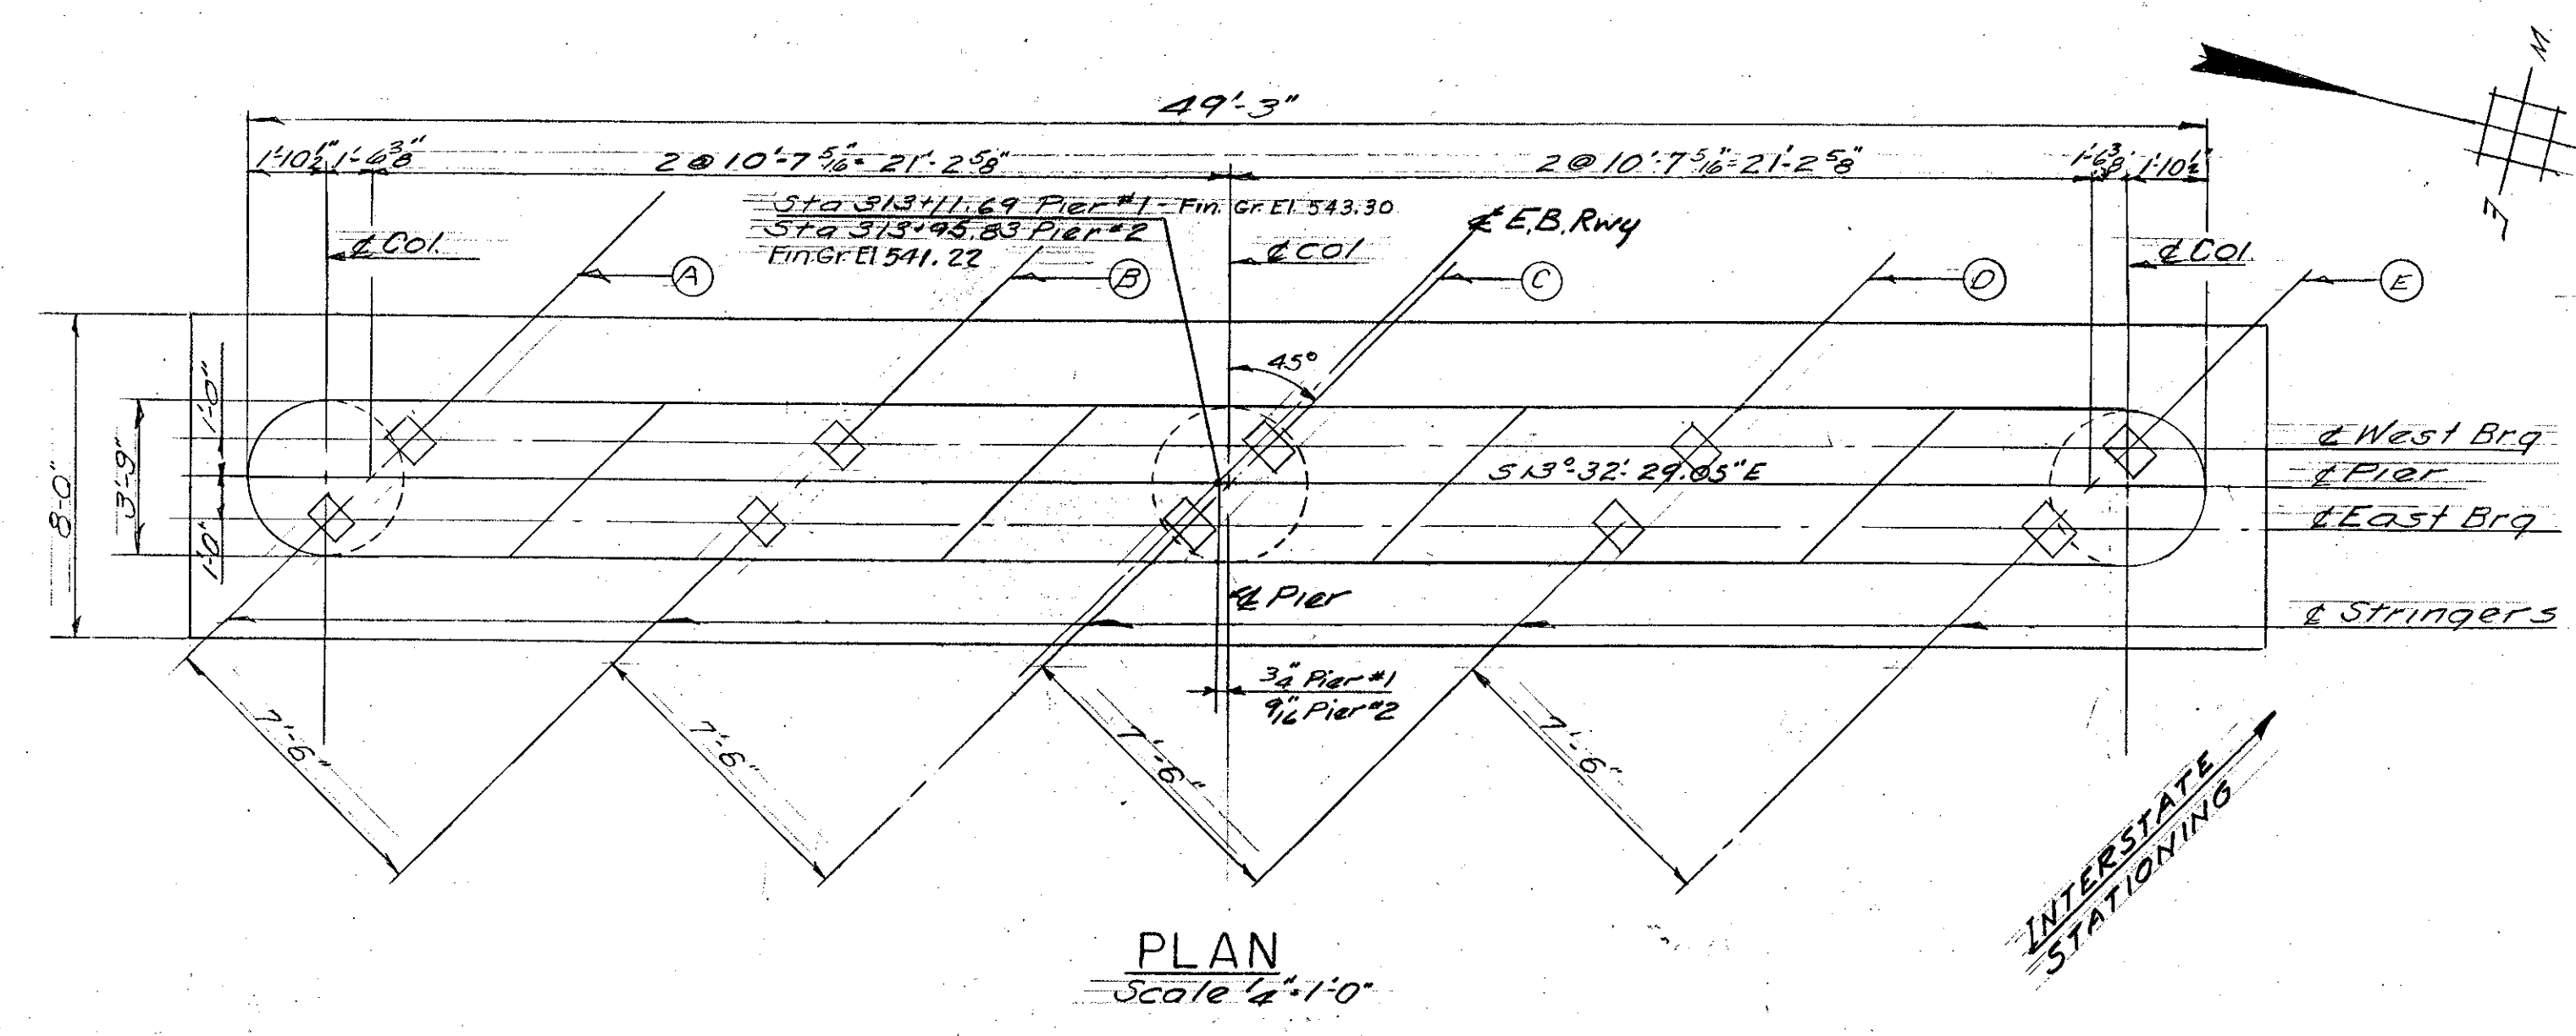 49'-3"
1'-10½" 1'-6⅜" 2 @ 10'-7 5/16" = 21'-2⅝" 2 @ 10'-7 5/16" = 21'-2⅝" 1'-6⅜" 1'-10½"
Sta 313+11.69 Pier #1 - Fin. Gr. El. 543.30
Sta 313+95.83 Pier #2
Fin Gr El 541.22
℄ Col.
℄ Col
℄ E.B. Rwy
℄ Col.
A
B
C
D
E
W
E
45°
8'-0"
3'-9"
1'-0"
1'-0"
S 13°-32'-29.05" E
℄ West Brg
℄ Pier
℄ East Brg
℄ Stringers
℄ Pier
¾" Pier #1
9/16" Pier #2
7'-6"
7'-6"
7'-6"
7'-6"
INTERSTATE
STATIONING
PLAN
Scale ¼"=1'-0"